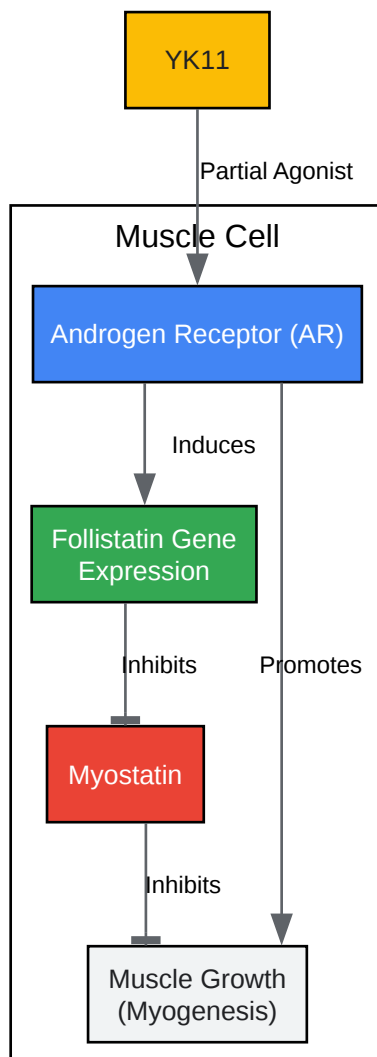 YK11
Partial Agonist
Muscle Cell
Androgen Receptor (AR)
Induces
Follistatin Gene
Expression
Inhibits
Promotes
Myostatin
Inhibits
Muscle Growth
(Myogenesis)